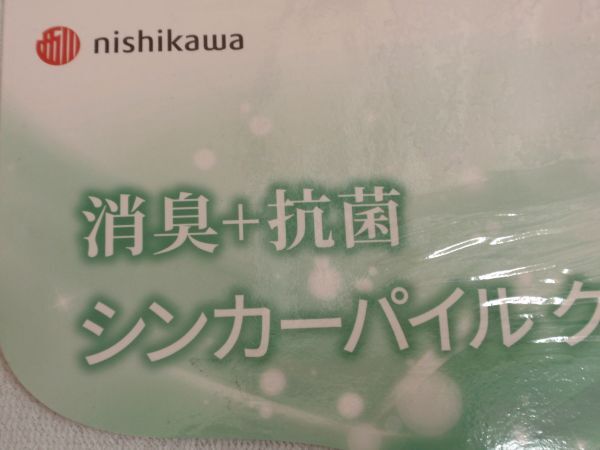 nishikawa
消臭+抗菌
シンカーパイル ク